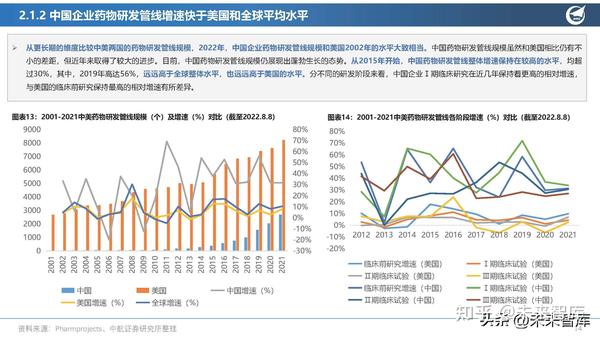 2.1.2 中国企业药物研发管线增速快于美国和全球平均水平
从更长期的维度比较中美两国的药物研发管线规模，2022年，中国企业药物研发管线规模和美国2002年的水平大致相当。中国药物研发管线规模虽然和美国相比仍有不
小的差距，但近年来取得了较大的进步。目前，中国药物研发管线规模仍展现出蓬勃生长的态势。从2015年开始，中国药物研发管线整体增速保持在较高的水平，均超
过30%，其中，2019年高达56%，远远高于全球整体水平，也远远高于美国的水平。分不同的研发阶段来看，中国企业Ⅰ期临床研究在近几年保持着更高的相对增速，
与美国的临床前研究保持最高的相对增速有所差异。
图表13：2001-2021中美药物研发管线规模（个）及增速（%）对比（截至2022.8.8）
9000
8000
7000
6000
5000
4000
3000
2000
1000
0
80%
70%
60%
50%
40%
30%
20%
10%
0%
-10%
-20%
-30%
2001 2002 2003 2004 2005 2006 2007 2008 2009 2010 2011 2012 2013 2014 2015 2016 2017 2018 2019 2020 2021
中国 美国 中国增速（%）
美国增速（%） 全球增速（%）
图表14：2001-2021中美药物研发管线各阶段增速（%）对比（截至2022.8.8）
80%
70%
60%
50%
40%
30%
20%
10%
0%
-10%
2012 2013 2014 2015 2016 2017 2018 2019 2020 2021
临床前研究增速（美国） Ⅰ期临床试验（美国）
Ⅱ期临床试验（美国） Ⅲ期临床试验（美国）
临床前研究增速（中国） Ⅰ期临床试验（中国）
Ⅱ期临床试验（中国） Ⅲ期临床试验（中国）
资料来源：Pharmprojects、中航证券研究所整理
知乎 @未来智库
头条@未来智库
14